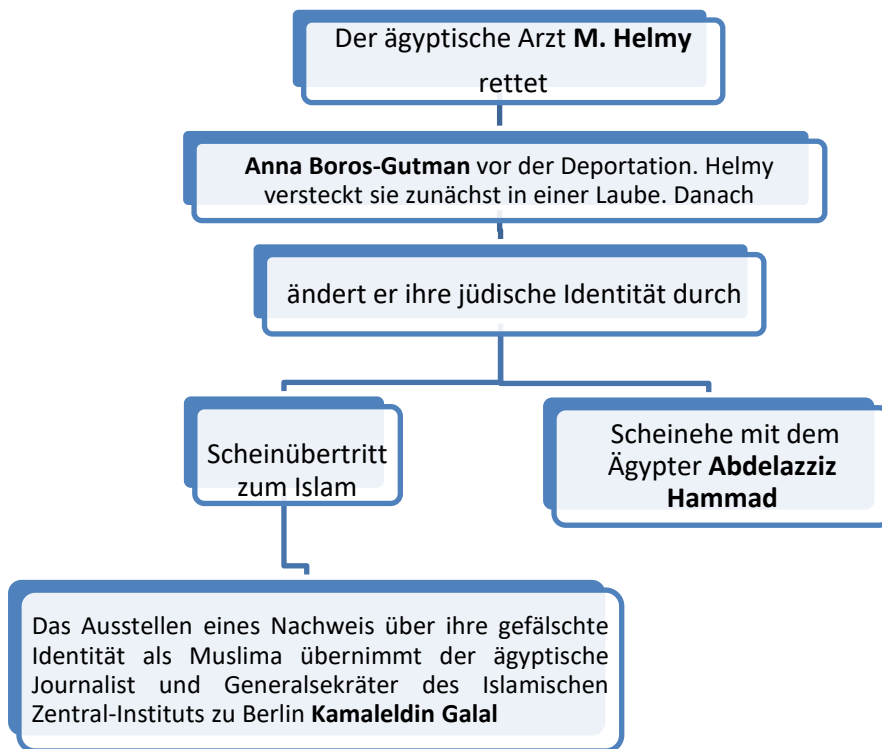 Der ägyptische Arzt M. Helmy
rettet
Anna Boros-Gutman vor der Deportation. Helmy
versteckt sie zunächst in einer Laube. Danach
ändert er ihre jüdische Identität durch
Scheinübertritt
zum Islam
Scheinehe mit dem
Ägypter Abdelazziz
Hammad
Das Ausstellen eines Nachweis über ihre gefälschte
Identität als Muslima übernimmt der ägyptische
Journalist und Generalsekräter des Islamischen
Zentral-Instituts zu Berlin Kamaleldin Galal